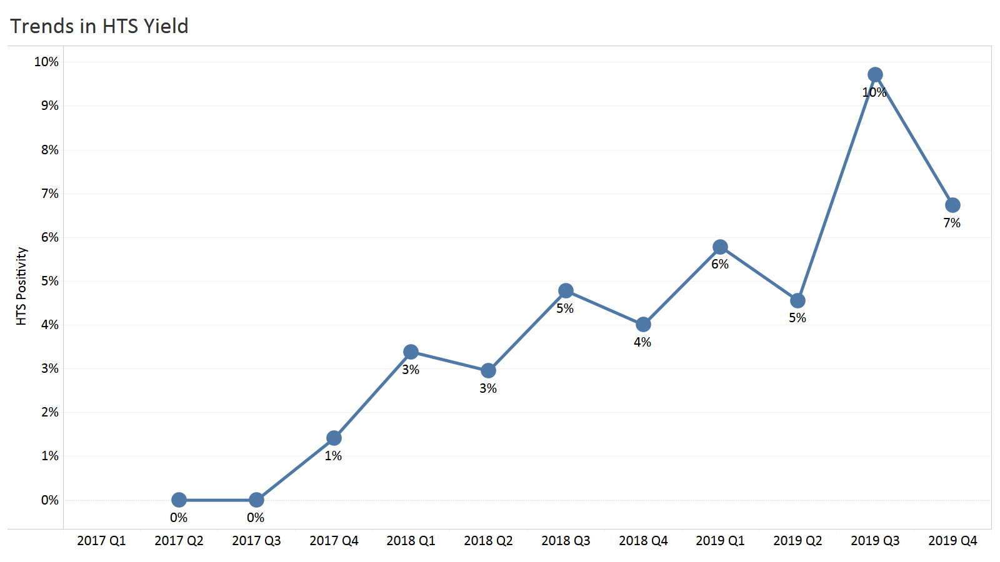 Trends in HTS Yield
10%
9%
8%
7%
6%
5%
4%
3%
2%
1%
0%
HTS Positivity
0%
0%
1%
3%
3%
5%
4%
6%
5%
10%
7%
2017 Q1
2017 Q2
2017 Q3
2017 Q4
2018 Q1
2018 Q2
2018 Q3
2018 Q4
2019 Q1
2019 Q2
2019 Q3
2019 Q4